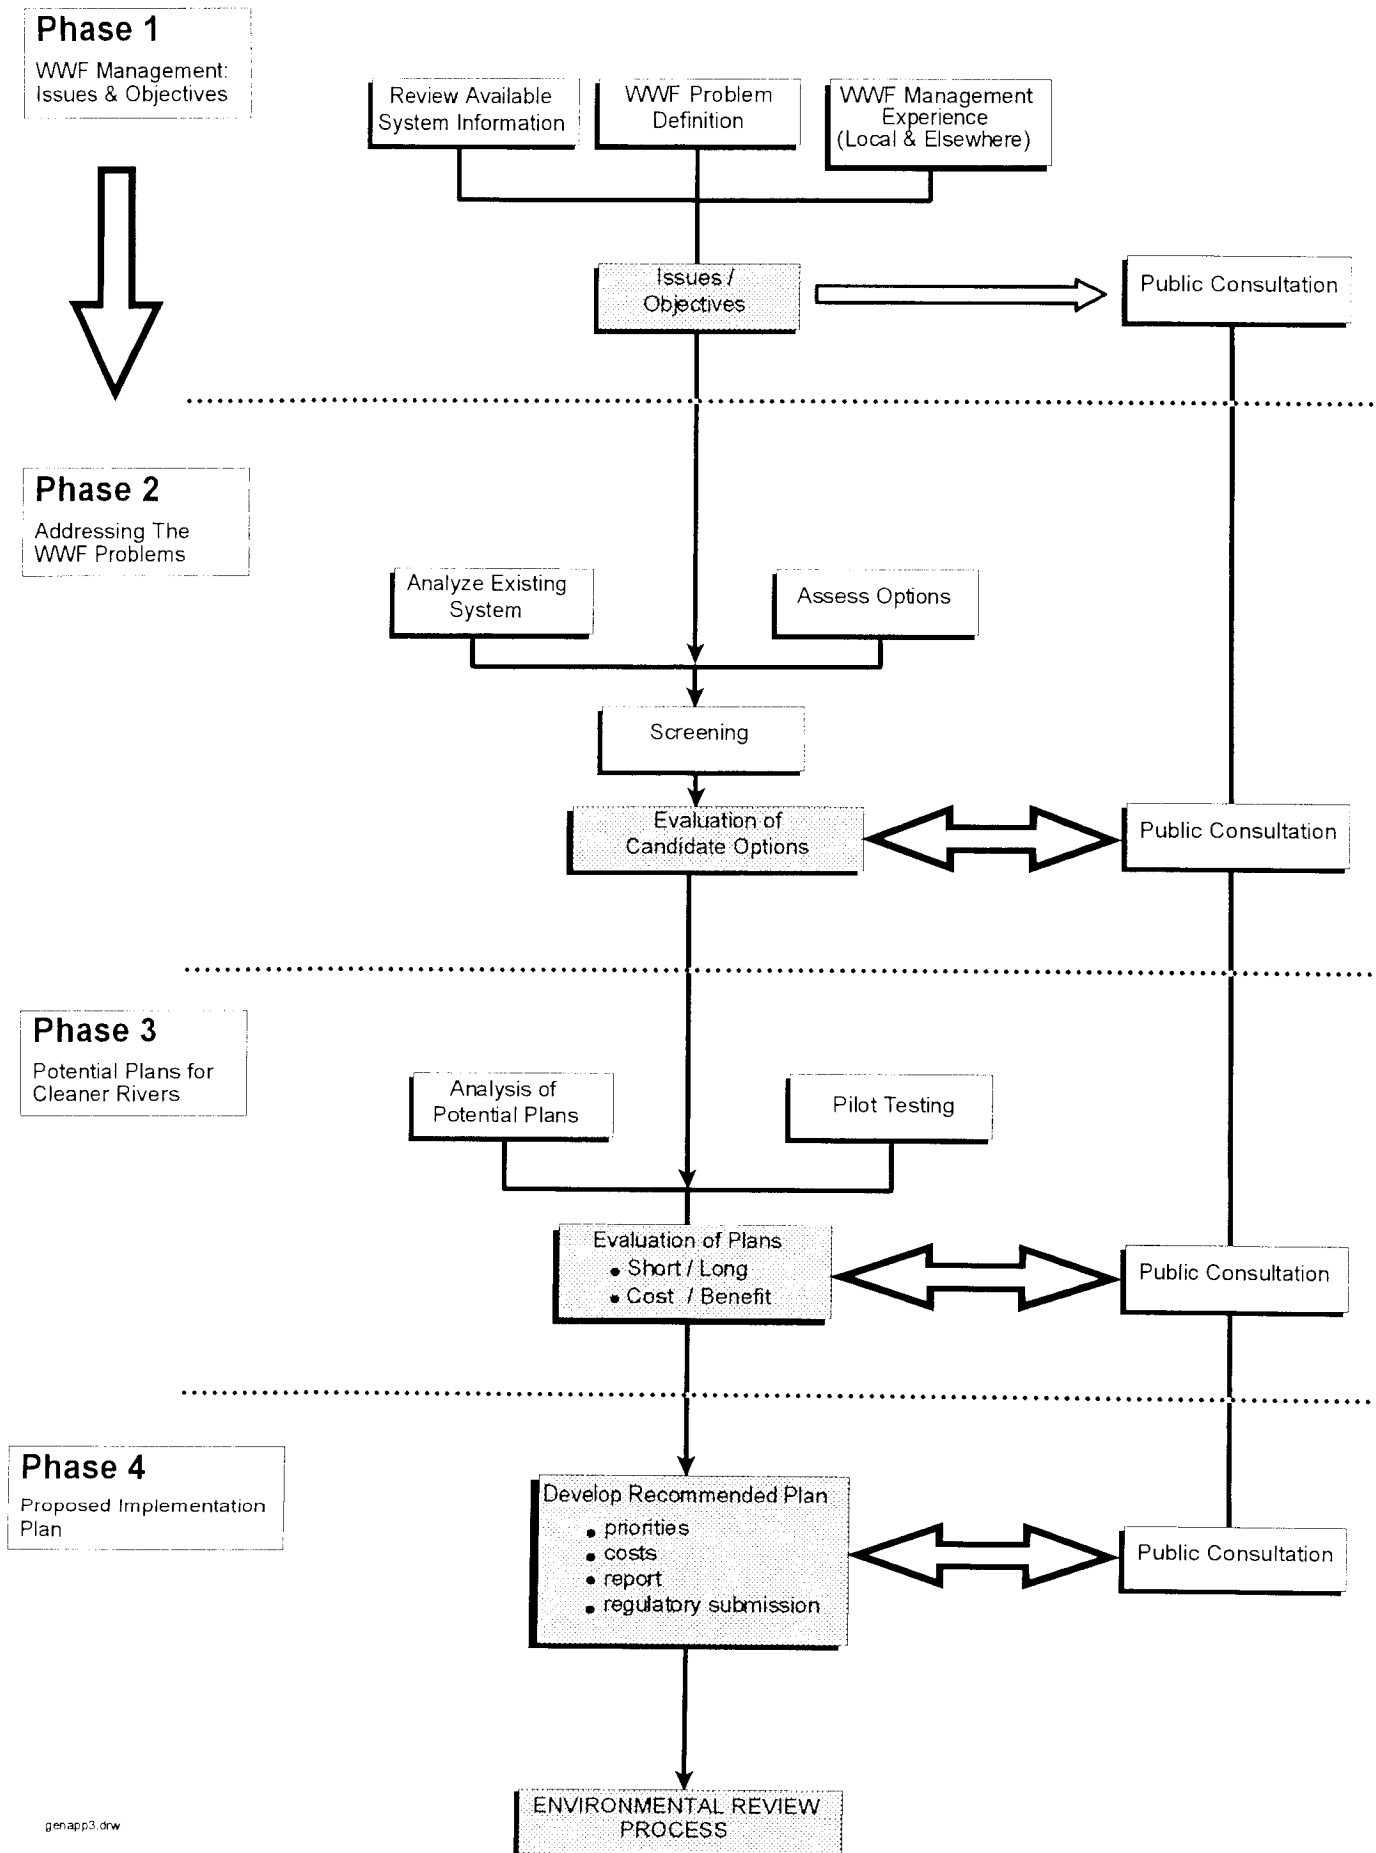 Phase 1
WWF Management:
Issues & Objectives
Review Available
System Information
WWF Problem
Definition
WWF Management
Experience
(Local & Elsewhere)
Issues /
Objectives
Public Consultation
Phase 2
Addressing The
WWF Problems
Analyze Existing
System
Assess Options
Screening
Evaluation of
Candidate Options
Public Consultation
Phase 3
Potential Plans for
Cleaner Rivers
Analysis of
Potential Plans
Pilot Testing
Evaluation of Plans
• Short / Long
• Cost / Benefit
Public Consultation
Phase 4
Proposed Implementation
Plan
Develop Recommended Plan
• priorities
• costs
• report
• regulatory submission
Public Consultation
ENVIRONMENTAL REVIEW
PROCESS
genapp3.drw